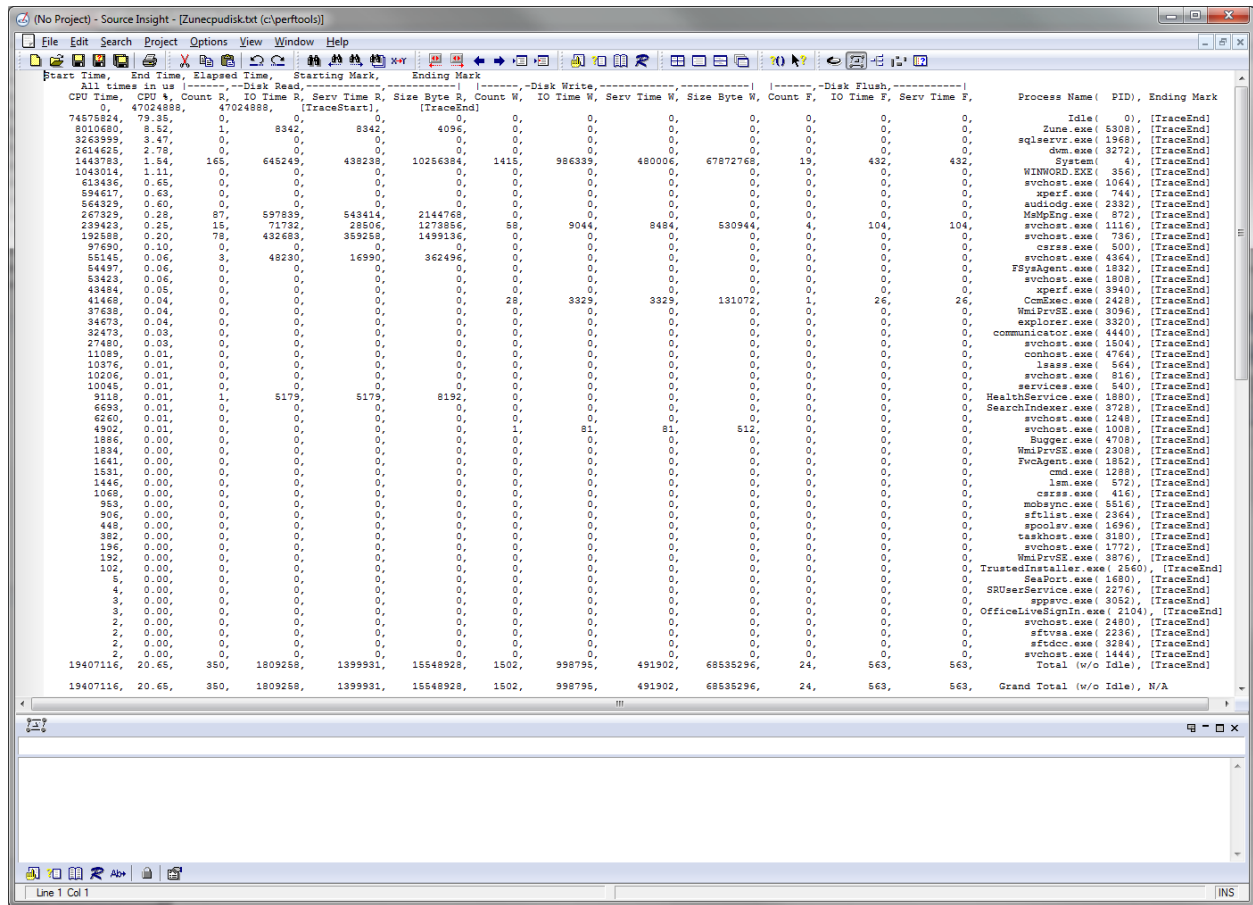 (No Project) - Source Insight - [Zunecpudisk.txt (c:\perftools)]
File Edit Search Project Options View Window Help
Start Time, End Time, Elapsed Time, Starting Mark, Ending Mark
All times in us |------,--Disk Read,------------,-----------| |------,-Disk Write,------------,-----------| |------,-Disk Flush,-----------|
CPU Time, CPU %, Count R, IO Time R, Serv Time R, Size Byte R, Count W, IO Time W, Serv Time W, Size Byte W, Count F, IO Time F, Serv Time F, Process Name( PID), Ending Mark
0, 47024888, 47024888, [TraceStart], [TraceEnd]
74575824, 79.35, 0, 0, 0, 0, 0, 0, 0, 0, 0, 0, 0, Idle( 0), [TraceEnd]
8010680, 8.52, 1, 8342, 8342, 4096, 0, 0, 0, 0, 0, 0, 0, Zune.exe( 5308), [TraceEnd]
3263999, 3.47, 0, 0, 0, 0, 0, 0, 0, 0, 0, 0, 0, sqlservr.exe( 1968), [TraceEnd]
2614625, 2.78, 0, 0, 0, 0, 0, 0, 0, 0, 0, 0, 0, dwm.exe( 3272), [TraceEnd]
1443783, 1.54, 165, 645249, 438238, 10256384, 1415, 986339, 480006, 67872768, 19, 432, 432, System( 4), [TraceEnd]
1043014, 1.11, 0, 0, 0, 0, 0, 0, 0, 0, 0, 0, 0, WINWORD.EXE( 356), [TraceEnd]
613436, 0.65, 0, 0, 0, 0, 0, 0, 0, 0, 0, 0, 0, svchost.exe( 1064), [TraceEnd]
594617, 0.63, 0, 0, 0, 0, 0, 0, 0, 0, 0, 0, 0, xperf.exe( 744), [TraceEnd]
564329, 0.60, 0, 0, 0, 0, 0, 0, 0, 0, 0, 0, 0, audiodg.exe( 2332), [TraceEnd]
267329, 0.28, 87, 597839, 543414, 2144768, 0, 0, 0, 0, 0, 0, 0, MsMpEng.exe( 872), [TraceEnd]
239423, 0.25, 15, 71732, 28506, 1273856, 58, 9044, 8484, 530944, 4, 104, 104, svchost.exe( 1116), [TraceEnd]
192588, 0.20, 78, 432683, 359258, 1499136, 0, 0, 0, 0, 0, 0, 0, svchost.exe( 736), [TraceEnd]
97690, 0.10, 0, 0, 0, 0, 0, 0, 0, 0, 0, 0, 0, csrss.exe( 500), [TraceEnd]
55145, 0.06, 3, 48230, 16990, 362496, 0, 0, 0, 0, 0, 0, 0, svchost.exe( 4364), [TraceEnd]
54497, 0.06, 0, 0, 0, 0, 0, 0, 0, 0, 0, 0, 0, FSysAgent.exe( 1832), [TraceEnd]
53423, 0.06, 0, 0, 0, 0, 0, 0, 0, 0, 0, 0, 0, svchost.exe( 1808), [TraceEnd]
43484, 0.05, 0, 0, 0, 0, 0, 0, 0, 0, 0, 0, 0, xperf.exe( 3940), [TraceEnd]
41468, 0.04, 0, 0, 0, 0, 28, 3329, 3329, 131072, 1, 26, 26, CcmExec.exe( 2428), [TraceEnd]
37638, 0.04, 0, 0, 0, 0, 0, 0, 0, 0, 0, 0, 0, WmiPrvSE.exe( 3096), [TraceEnd]
34673, 0.04, 0, 0, 0, 0, 0, 0, 0, 0, 0, 0, 0, explorer.exe( 3320), [TraceEnd]
32473, 0.03, 0, 0, 0, 0, 0, 0, 0, 0, 0, 0, 0, communicator.exe( 4440), [TraceEnd]
27480, 0.03, 0, 0, 0, 0, 0, 0, 0, 0, 0, 0, 0, svchost.exe( 1504), [TraceEnd]
11089, 0.01, 0, 0, 0, 0, 0, 0, 0, 0, 0, 0, 0, conhost.exe( 4764), [TraceEnd]
10376, 0.01, 0, 0, 0, 0, 0, 0, 0, 0, 0, 0, 0, lsass.exe( 564), [TraceEnd]
10206, 0.01, 0, 0, 0, 0, 0, 0, 0, 0, 0, 0, 0, svchost.exe( 816), [TraceEnd]
10045, 0.01, 0, 0, 0, 0, 0, 0, 0, 0, 0, 0, 0, services.exe( 540), [TraceEnd]
9118, 0.01, 1, 5179, 5179, 8192, 0, 0, 0, 0, 0, 0, 0, HealthService.exe( 1880), [TraceEnd]
6693, 0.01, 0, 0, 0, 0, 0, 0, 0, 0, 0, 0, 0, SearchIndexer.exe( 3728), [TraceEnd]
6260, 0.01, 0, 0, 0, 0, 0, 0, 0, 0, 0, 0, 0, svchost.exe( 1248), [TraceEnd]
4902, 0.01, 0, 0, 0, 0, 1, 81, 81, 512, 0, 0, 0, svchost.exe( 1008), [TraceEnd]
1886, 0.00, 0, 0, 0, 0, 0, 0, 0, 0, 0, 0, 0, Bugger.exe( 4708), [TraceEnd]
1834, 0.00, 0, 0, 0, 0, 0, 0, 0, 0, 0, 0, 0, WmiPrvSE.exe( 2308), [TraceEnd]
1641, 0.00, 0, 0, 0, 0, 0, 0, 0, 0, 0, 0, 0, FwcAgent.exe( 1852), [TraceEnd]
1531, 0.00, 0, 0, 0, 0, 0, 0, 0, 0, 0, 0, 0, cmd.exe( 1288), [TraceEnd]
1446, 0.00, 0, 0, 0, 0, 0, 0, 0, 0, 0, 0, 0, lsm.exe( 572), [TraceEnd]
1068, 0.00, 0, 0, 0, 0, 0, 0, 0, 0, 0, 0, 0, csrss.exe( 416), [TraceEnd]
953, 0.00, 0, 0, 0, 0, 0, 0, 0, 0, 0, 0, 0, mobsync.exe( 5516), [TraceEnd]
906, 0.00, 0, 0, 0, 0, 0, 0, 0, 0, 0, 0, 0, sftlist.exe( 2364), [TraceEnd]
448, 0.00, 0, 0, 0, 0, 0, 0, 0, 0, 0, 0, 0, spoolsv.exe( 1696), [TraceEnd]
382, 0.00, 0, 0, 0, 0, 0, 0, 0, 0, 0, 0, 0, taskhost.exe( 3180), [TraceEnd]
196, 0.00, 0, 0, 0, 0, 0, 0, 0, 0, 0, 0, 0, svchost.exe( 1772), [TraceEnd]
192, 0.00, 0, 0, 0, 0, 0, 0, 0, 0, 0, 0, 0, WmiPrvSE.exe( 3876), [TraceEnd]
102, 0.00, 0, 0, 0, 0, 0, 0, 0, 0, 0, 0, 0, TrustedInstaller.exe( 2560), [TraceEnd]
5, 0.00, 0, 0, 0, 0, 0, 0, 0, 0, 0, 0, 0, SeaPort.exe( 1680), [TraceEnd]
4, 0.00, 0, 0, 0, 0, 0, 0, 0, 0, 0, 0, 0, SRUserService.exe( 2276), [TraceEnd]
3, 0.00, 0, 0, 0, 0, 0, 0, 0, 0, 0, 0, 0, sppsvc.exe( 3052), [TraceEnd]
3, 0.00, 0, 0, 0, 0, 0, 0, 0, 0, 0, 0, 0, OfficeLiveSignIn.exe( 2104), [TraceEnd]
2, 0.00, 0, 0, 0, 0, 0, 0, 0, 0, 0, 0, 0, svchost.exe( 2480), [TraceEnd]
2, 0.00, 0, 0, 0, 0, 0, 0, 0, 0, 0, 0, 0, sftvsa.exe( 2236), [TraceEnd]
2, 0.00, 0, 0, 0, 0, 0, 0, 0, 0, 0, 0, 0, sftdcc.exe( 3284), [TraceEnd]
2, 0.00, 0, 0, 0, 0, 0, 0, 0, 0, 0, 0, 0, svchost.exe( 1444), [TraceEnd]
19407116, 20.65, 350, 1809258, 1399931, 15548928, 1502, 998795, 491902, 68535296, 24, 563, 563, Total (w/o Idle), [TraceEnd]
19407116, 20.65, 350, 1809258, 1399931, 15548928, 1502, 998795, 491902, 68535296, 24, 563, 563, Grand Total (w/o Idle), N/A
Line 1 Col 1
INS